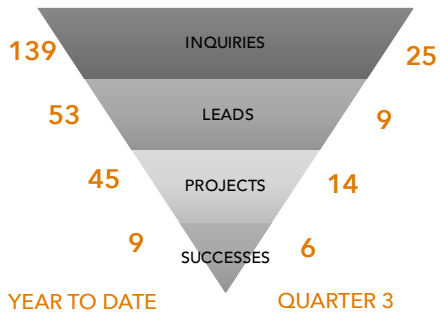 INQUIRIES
139
25
LEADS
53
9
45
PROJECTS
14
9
SUCCESSES
6
YEAR TO DATE
QUARTER 3